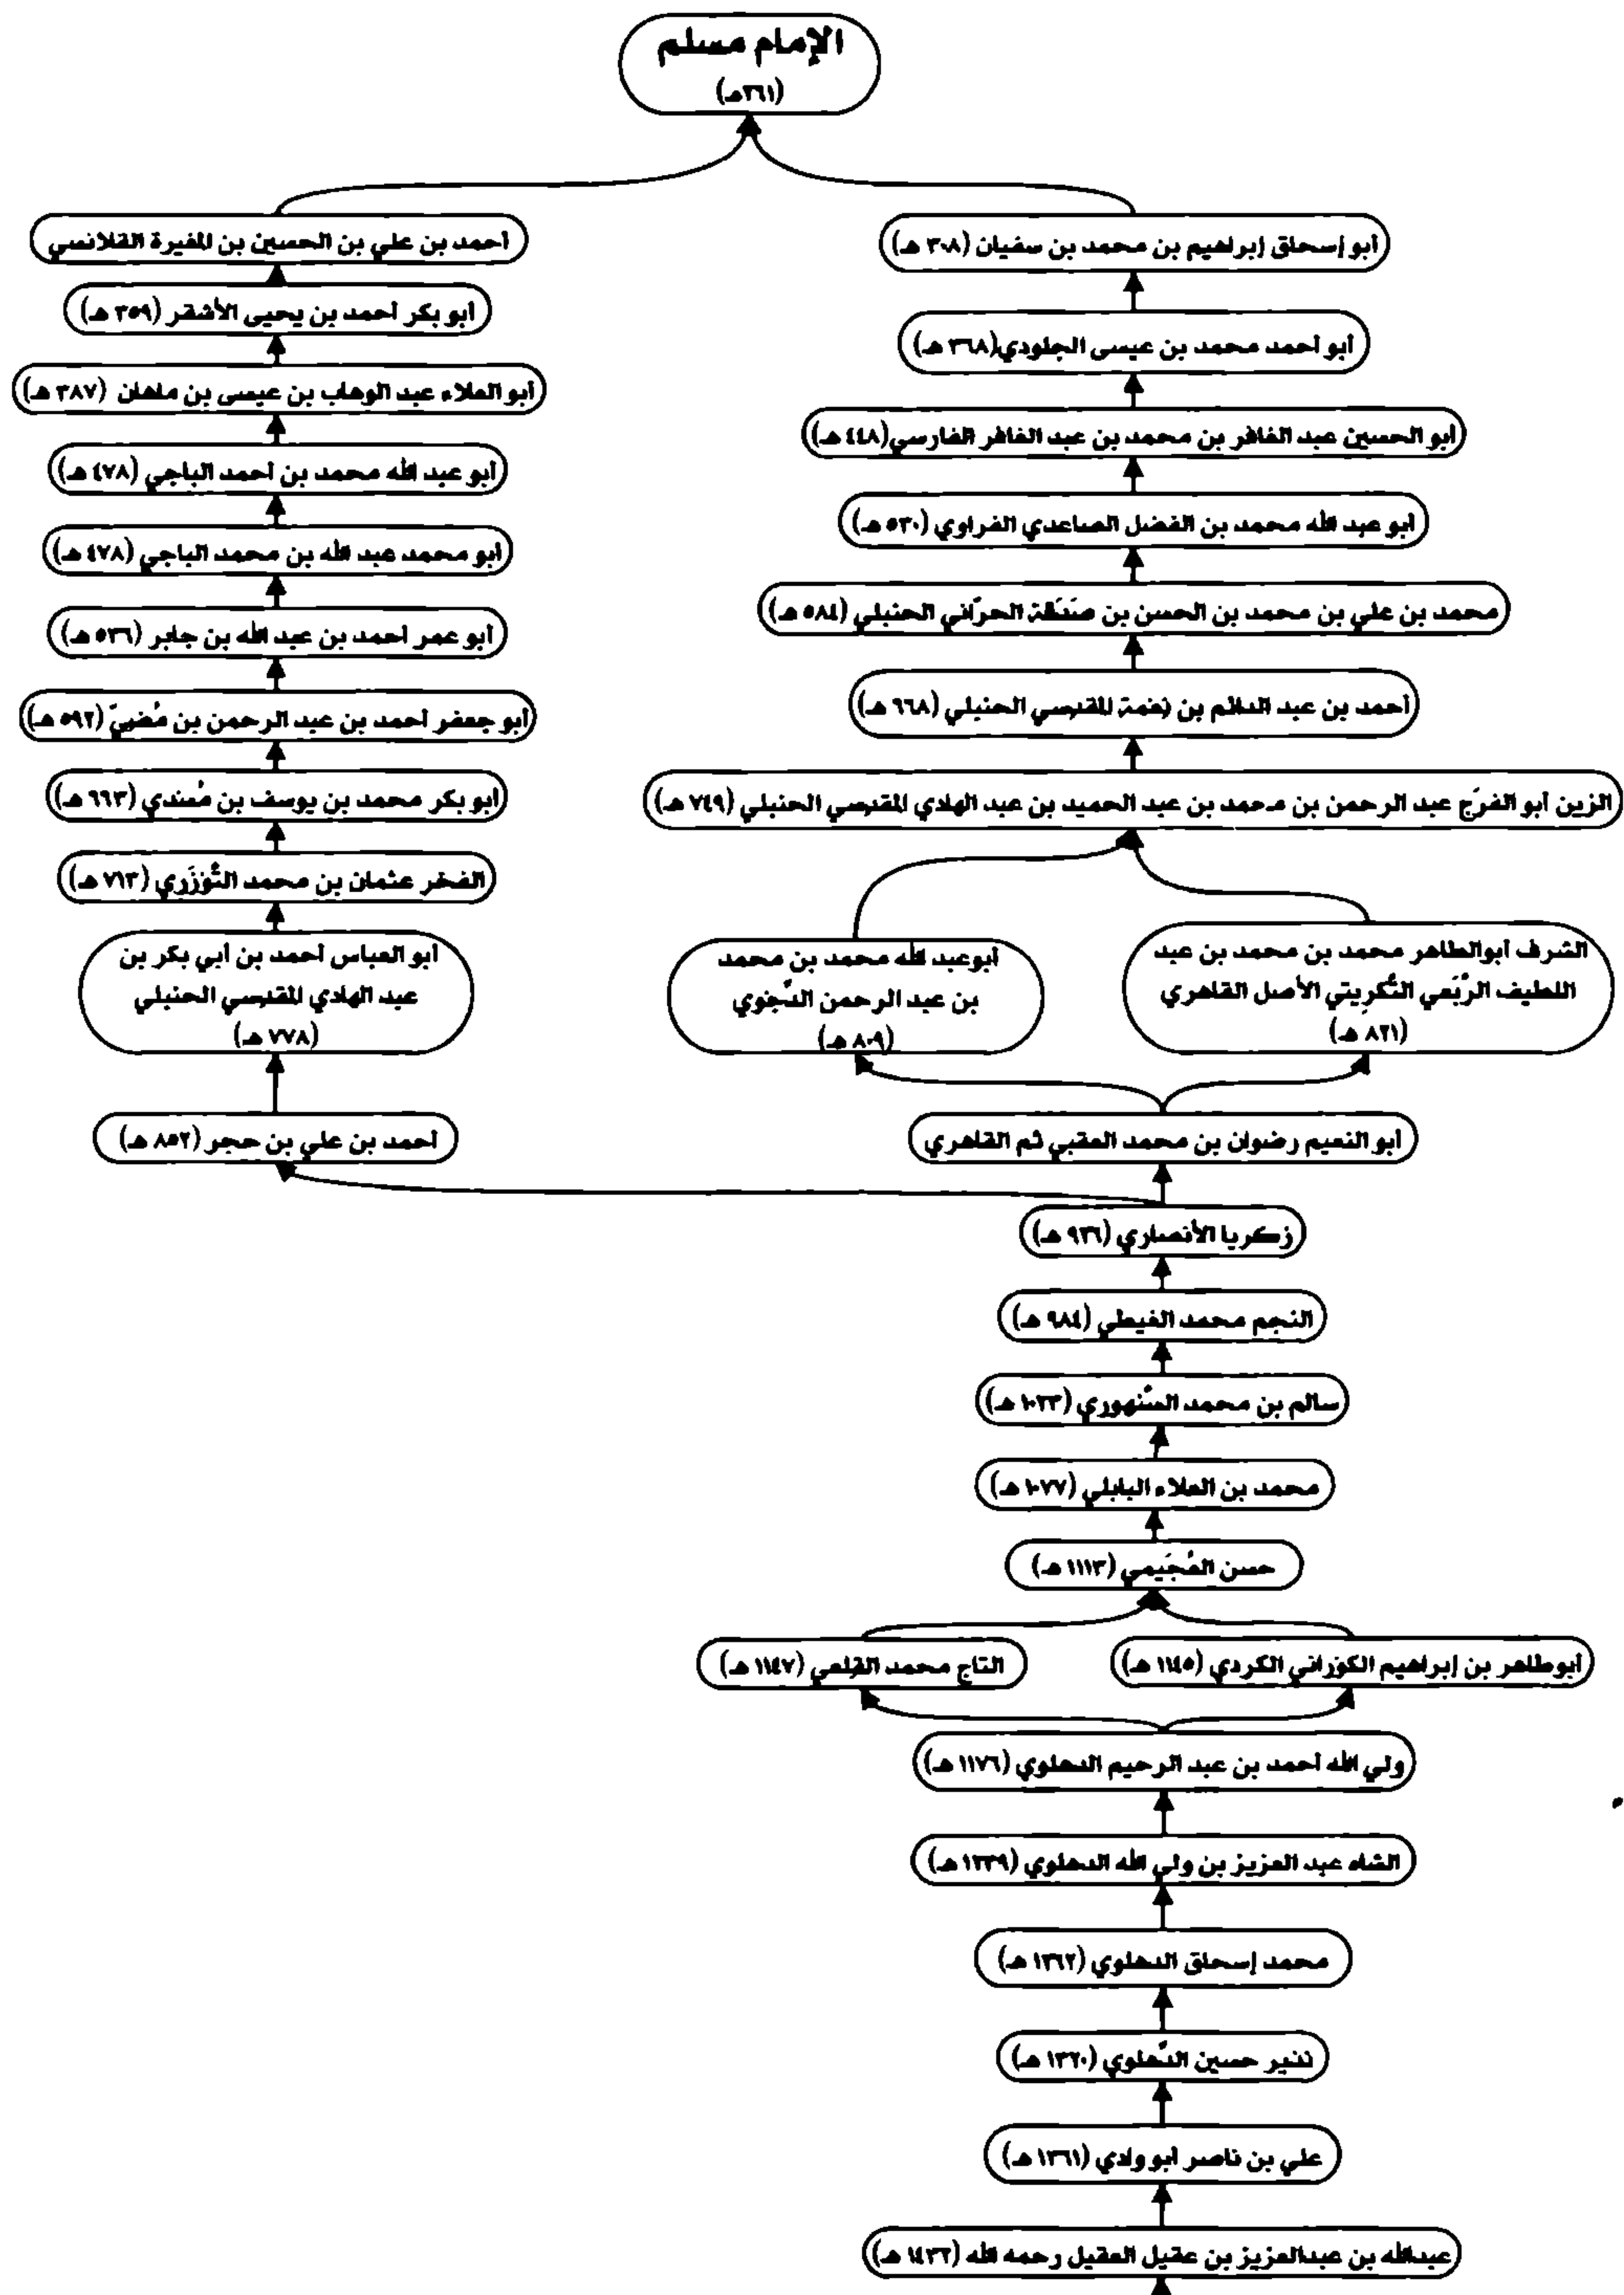 الإمام مسلم
(٢٦١هـ)
أبو إسحاق إبراهيم بن محمد بن سفيان (٣٠٨ هـ)
أبو أحمد محمد بن عيسى الجلودي(٣٦٨ هـ)
أبو الحسين عبد الغافر بن محمد بن عبد الغافر الفارسي(٤٤٨ هـ)
أبو عبد الله محمد بن الفضل الصاعدي الفراوي (٥٣٠ هـ)
محمد بن علي بن محمد بن الحسن بن صَدَقة الحرّاني الحنبلي (٥٨٤ هـ)
أحمد بن عبد الدائم بن نعمة المقدسي الحنبلي (٦٦٨ هـ)
الزين أبو الفرَج عبد الرحمن بن محمد بن عبد الحميد بن عبد الهادي المقدسي الحنبلي (٧٤٩ هـ)
الشرف أبوالطاهر محمد بن محمد بن عبد
اللطيف الرَّبَعي التَّكريتي الأصل القاهري
(٨٢١ هـ)
أبوعبد الله محمد بن محمد
بن عبد الرحمن الدِّجْوي
(٨٠٩ هـ)
أبو النعيم رضوان بن محمد العقبي ثم القاهري
أحمد بن علي بن الحسين بن المغيرة القلانسي
أبو بكر أحمد بن يحيى الأشقر (٣٥٩ هـ)
أبو العلاء عبد الوهاب بن عيسى بن ماهان (٣٨٧ هـ)
أبو عبد الله محمد بن أحمد الباجي (٤٧٨ هـ)
أبو محمد عبد الله بن محمد الباجي (٤٧٨ هـ)
أبو عمر أحمد بن عبد الله بن جابر (٥٣٦ هـ)
أبو جعفر أحمد بن عبد الرحمن بن مُضيّ (٥٩٢ هـ)
أبو بكر محمد بن يوسف بن مُسْدي (٦٦٣ هـ)
الفخر عثمان بن محمد التَّوْزَري (٧١٣ هـ)
أبو العباس أحمد بن أبي بكر بن
عبد الهادي المقدسي الحنبلي
(٧٧٨ هـ)
أحمد بن علي بن حجر (٨٥٢ هـ)
زكريا الأنصاري (٩٢٦ هـ)
النجم محمد الغيطي (٩٨٤ هـ)
سالم بن محمد السَّنهوري (١٠٢٣ هـ)
محمد بن العلاء البابلي (١٠٧٧ هـ)
حسن العُجَيمي (١١١٣ هـ)
أبوطاهر بن إبراهيم الكوْراني الكردي (١١٤٥ هـ)
التاج محمد القلعي (١١٤٧ هـ)
ولي الله أحمد بن عبد الرحيم الدهلوي (١١٧٦ هـ)
الشاه عبد العزيز بن ولي الله الدهلوي (١٢٣٩ هـ)
محمد إسحاق الدهلوي (١٢٦٢ هـ)
نذير حسين الدِّهلوي (١٣٢٠ هـ)
علي بن ناصر أبو وادي (١٣٦١ هـ)
عبدالله بن عبدالعزيز بن عقيل العقيل رحمه الله (١٤٣٢ هـ)